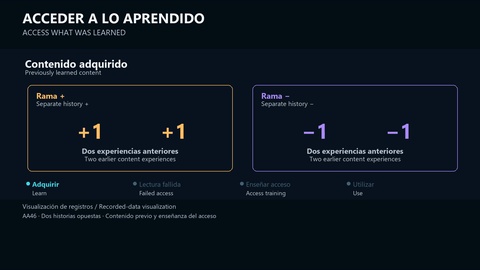 ACCEDER A LO APRENDIDO
ACCESS WHAT WAS LEARNED
Contenido adquirido
Previously learned content
Rama +
Separate history +
+1 +1
Dos experiencias anteriores
Two earlier content experiences
Rama −
Separate history −
−1 −1
Dos experiencias anteriores
Two earlier content experiences
Adquirir
Learn
Lectura fallida
Failed access
Enseñar acceso
Access training
Utilizar
Use
Visualización de registros / Recorded-data visualization
AA46 · Dos historias opuestas · Contenido previo y enseñanza del acceso